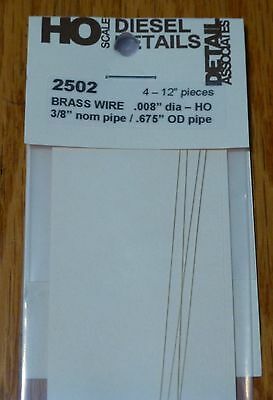 HO SCALE DIESEL DETAILS
DETAIL ASSOCIATES
2502 4 – 12" pieces
BRASS WIRE .008" dia – HO
3/8" nom pipe / .675" OD pipe